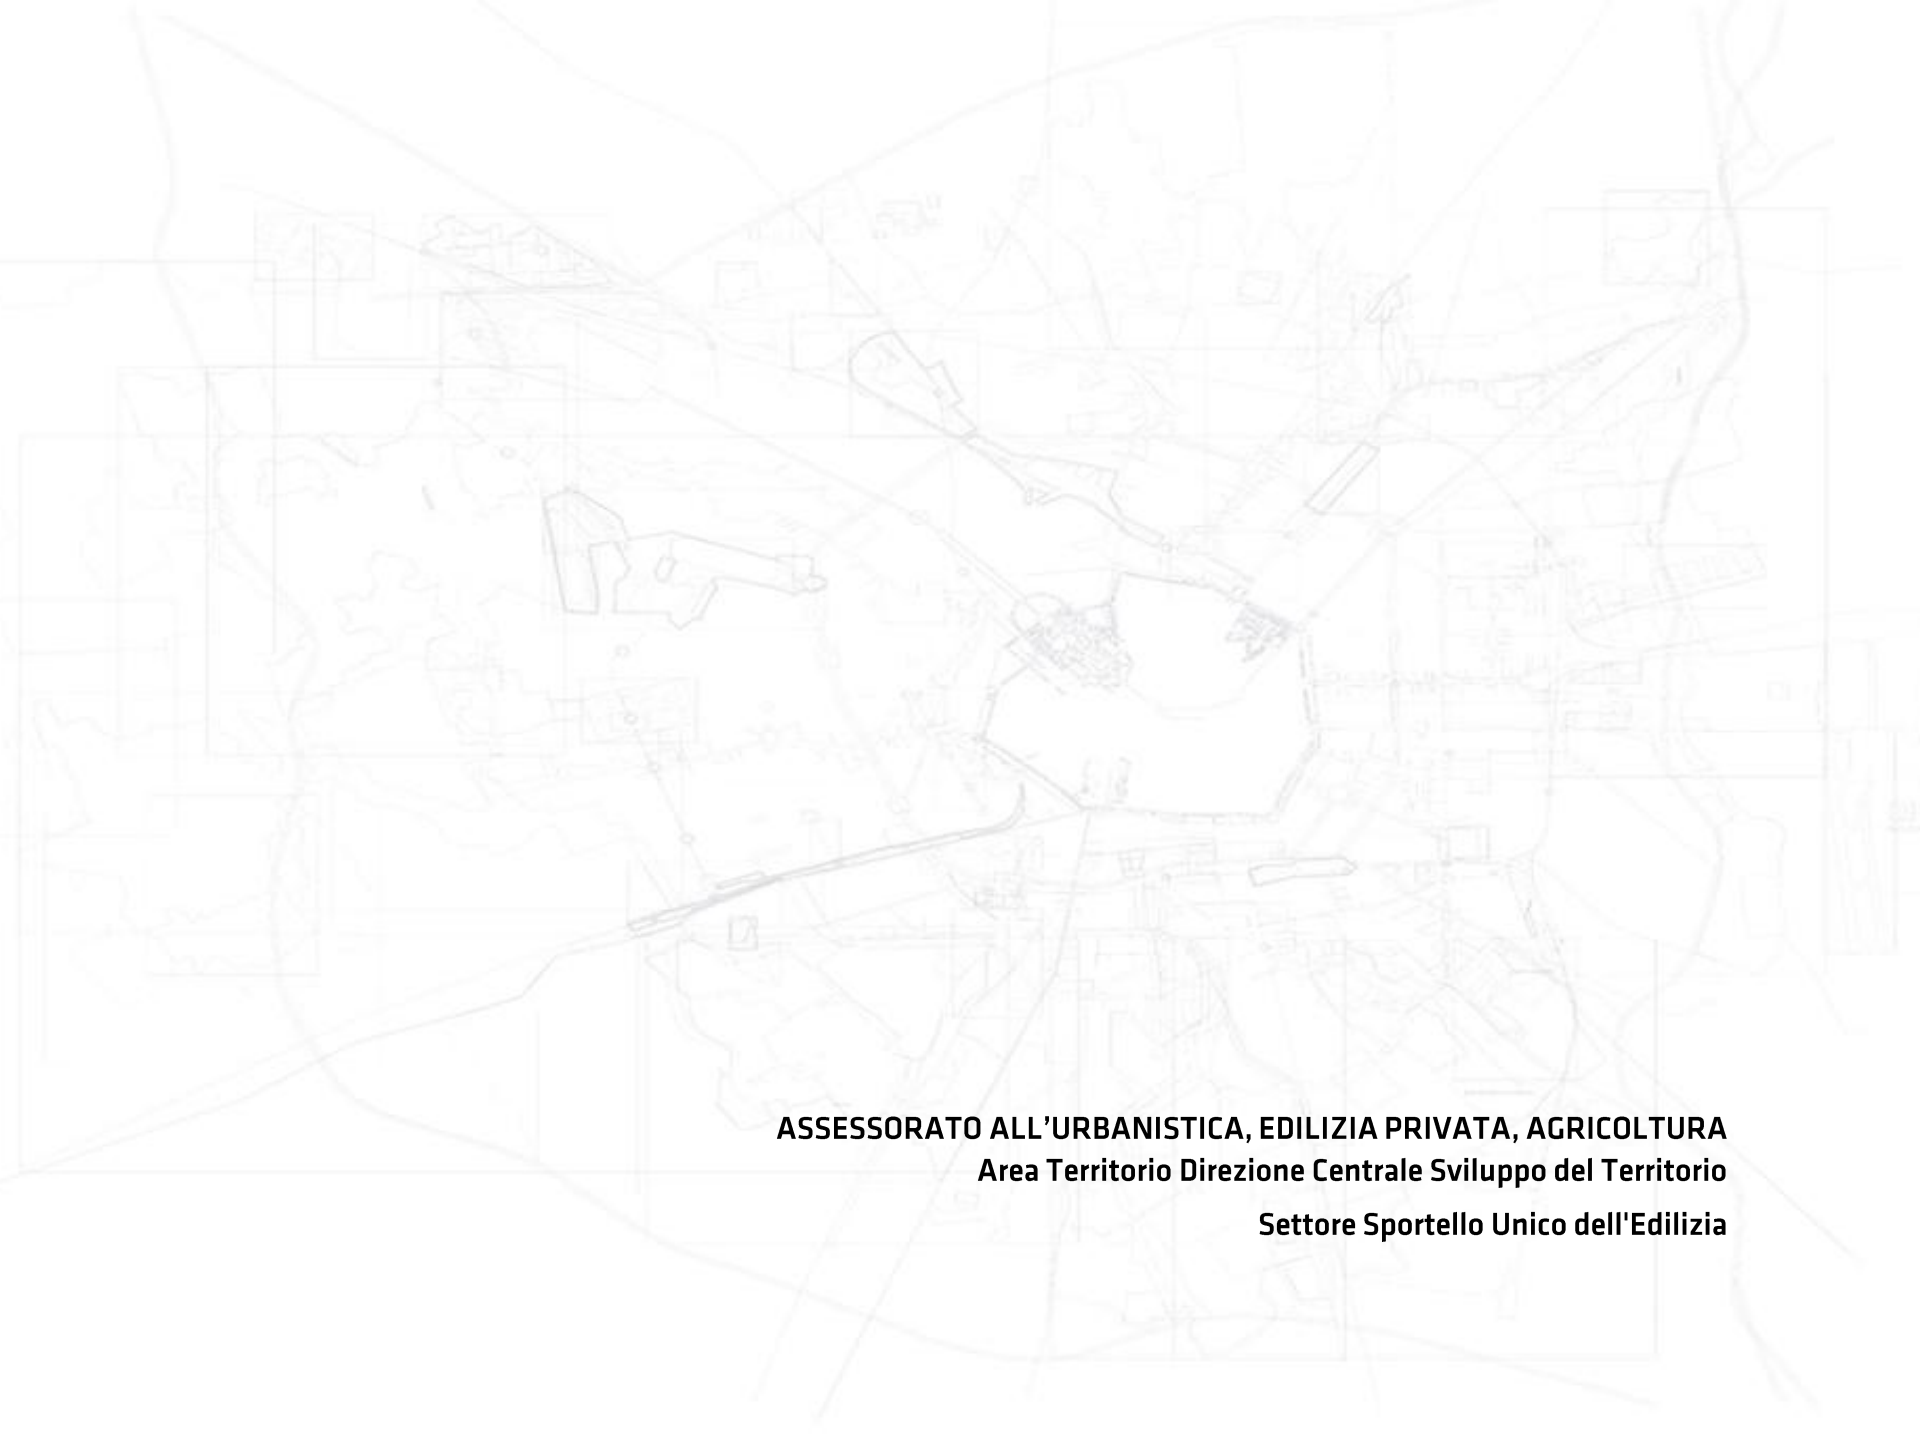 ASSESSORATO ALL’URBANISTICA, EDILIZIA PRIVATA, AGRICOLTURA
Area Territorio Direzione Centrale Sviluppo del Territorio
Settore Sportello Unico dell'Edilizia